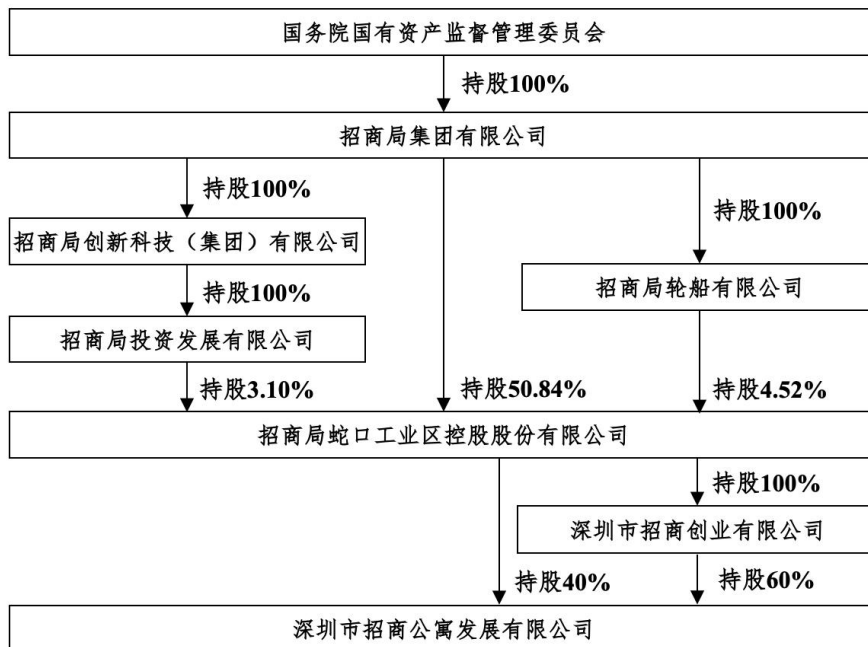 国务院国有资产监督管理委员会
持股100%
招商局集团有限公司
持股100%
持股100%
招商局创新科技（集团）有限公司
持股100%
招商局轮船有限公司
招商局投资发展有限公司
持股3.10%
持股50.84%
持股4.52%
招商局蛇口工业区控股股份有限公司
持股100%
深圳市招商创业有限公司
持股40%
持股60%
深圳市招商公寓发展有限公司